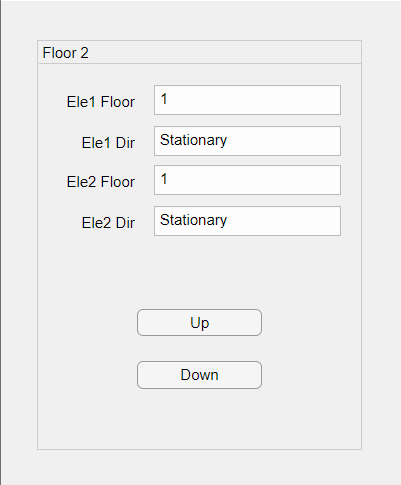 Floor 2
Ele1 Floor 1
Ele1 Dir Stationary
Ele2 Floor 1
Ele2 Dir Stationary
Up
Down